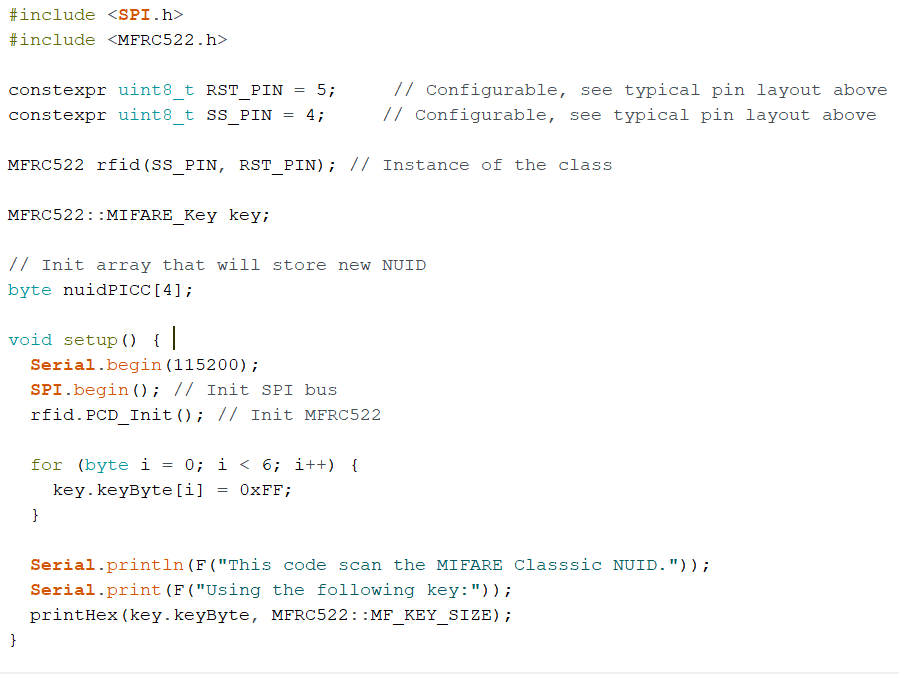 #include <SPI.h>
#include <MFRC522.h>
constexpr uint8_t RST_PIN = 5;     // Configurable, see typical pin layout above
constexpr uint8_t SS_PIN = 4;     // Configurable, see typical pin layout above
MFRC522 rfid(SS_PIN, RST_PIN); // Instance of the class
MFRC522::MIFARE_Key key;
// Init array that will store new NUID
byte nuidPICC[4];
void setup() {
  Serial.begin(115200);
  SPI.begin(); // Init SPI bus
  rfid.PCD_Init(); // Init MFRC522
  for (byte i = 0; i < 6; i++) {
    key.keyByte[i] = 0xFF;
  }
  Serial.println(F("This code scan the MIFARE Classsic NUID."));
  Serial.print(F("Using the following key:"));
  printHex(key.keyByte, MFRC522::MF_KEY_SIZE);
}